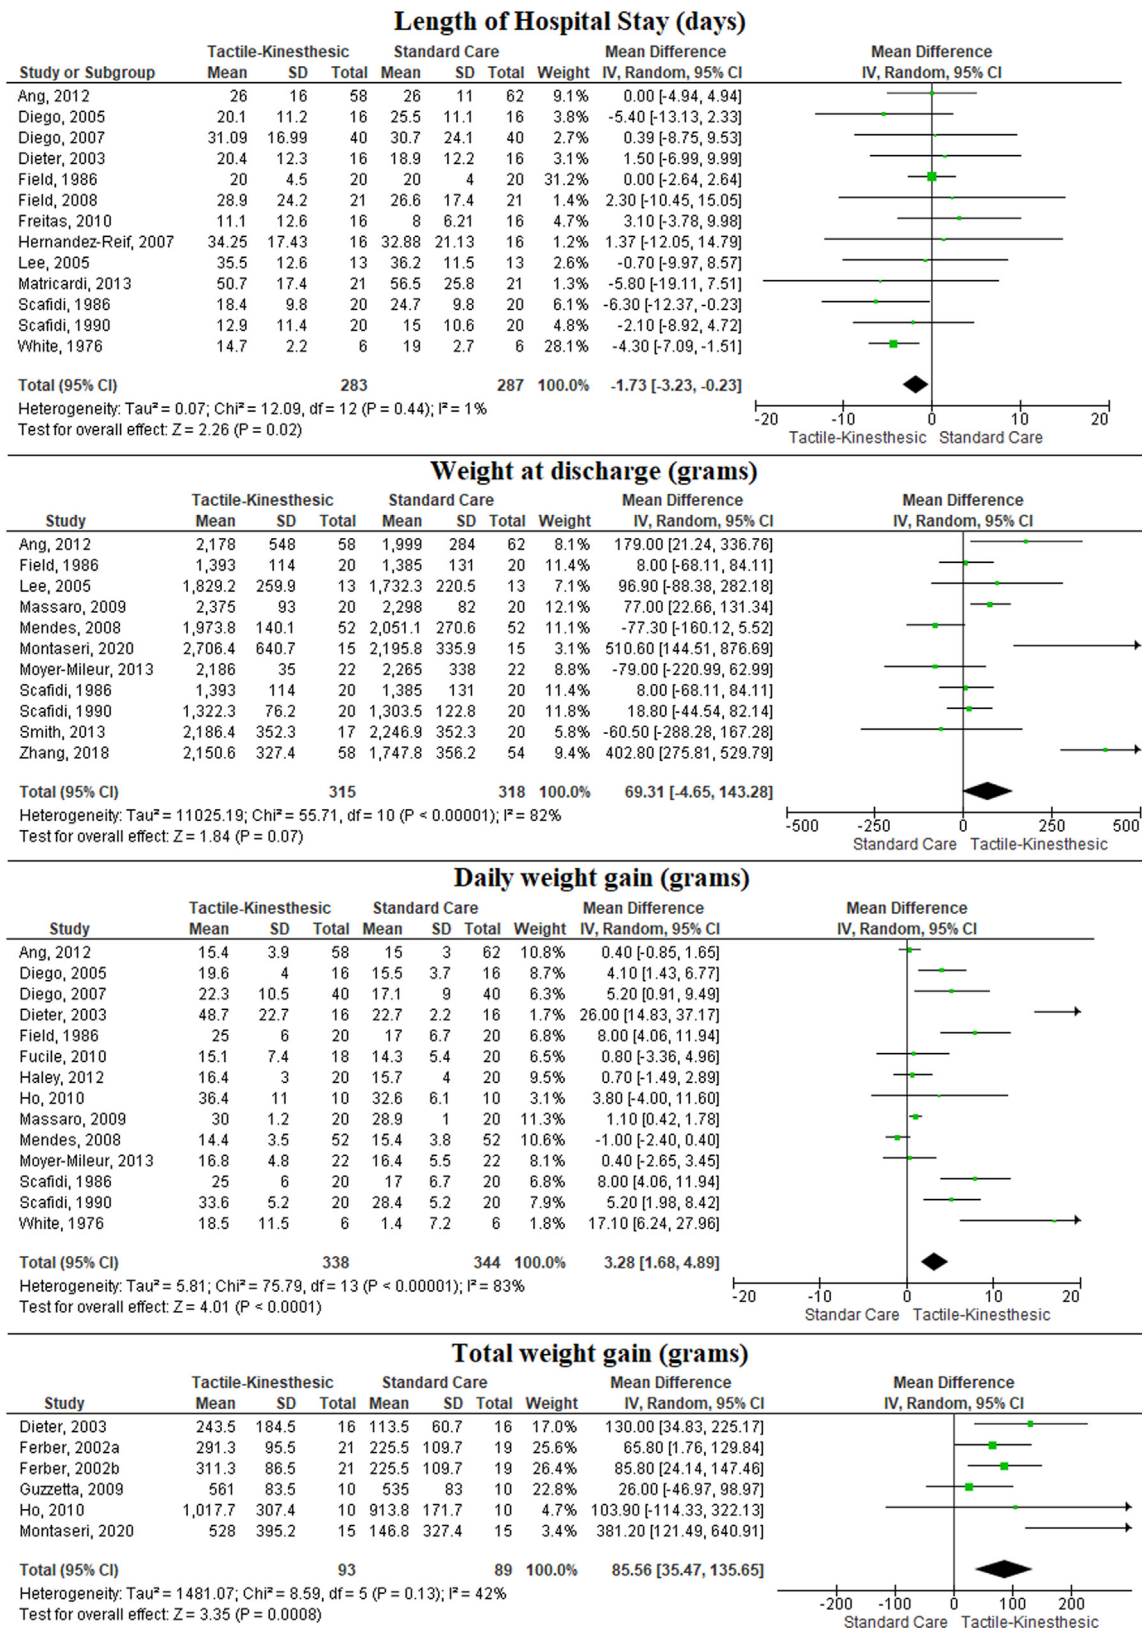 Length of Hospital Stay (days)
Tactile-Kinesthesic Standard Care Mean Difference Mean Difference
Study or Subgroup Mean SD Total Mean SD Total Weight IV, Random, 95% CI IV, Random, 95% CI
Ang, 2012 26 16 58 26 11 62 9.1% 0.00 [-4.94, 4.94]
Diego, 2005 20.1 11.2 16 25.5 11.1 16 3.8% -5.40 [-13.13, 2.33]
Diego, 2007 31.09 16.99 40 30.7 24.1 40 2.7% 0.39 [-8.75, 9.53]
Dieter, 2003 20.4 12.3 16 18.9 12.2 16 3.1% 1.50 [-6.99, 9.99]
Field, 1986 20 4.5 20 20 4 20 31.2% 0.00 [-2.64, 2.64]
Field, 2008 28.9 24.2 21 26.6 17.4 21 1.4% 2.30 [-10.45, 15.05]
Freitas, 2010 11.1 12.6 16 8 6.21 16 4.7% 3.10 [-3.78, 9.98]
Hernandez-Reif, 2007 34.25 17.43 16 32.88 21.13 16 1.2% 1.37 [-12.05, 14.79]
Lee, 2005 35.5 12.6 13 36.2 11.5 13 2.6% -0.70 [-9.97, 8.57]
Matricardi, 2013 50.7 17.4 21 56.5 25.8 21 1.3% -5.80 [-19.11, 7.51]
Scafidi, 1986 18.4 9.8 20 24.7 9.8 20 6.1% -6.30 [-12.37, -0.23]
Scafidi, 1990 12.9 11.4 20 15 10.6 20 4.8% -2.10 [-8.92, 4.72]
White, 1976 14.7 2.2 6 19 2.7 6 28.1% -4.30 [-7.09, -1.51]
Total (95% CI) 283 287 100.0% -1.73 [-3.23, -0.23]
Heterogeneity: Tau² = 0.07; Chi² = 12.09, df = 12 (P = 0.44); I² = 1%
Test for overall effect: Z = 2.26 (P = 0.02)
-20 -10 0 10 20
Tactile-Kinesthesic Standard Care
Weight at discharge (grams)
Tactile-Kinesthesic Standard Care Mean Difference Mean Difference
Study Mean SD Total Mean SD Total Weight IV, Random, 95% CI IV, Random, 95% CI
Ang, 2012 2,178 548 58 1,999 284 62 8.1% 179.00 [21.24, 336.76]
Field, 1986 1,393 114 20 1,385 131 20 11.4% 8.00 [-68.11, 84.11]
Lee, 2005 1,829.2 259.9 13 1,732.3 220.5 13 7.1% 96.90 [-88.38, 282.18]
Massaro, 2009 2,375 93 20 2,298 82 20 12.1% 77.00 [22.66, 131.34]
Mendes, 2008 1,973.8 140.1 52 2,051.1 270.6 52 11.1% -77.30 [-160.12, 5.52]
Montaseri, 2020 2,706.4 640.7 15 2,195.8 335.9 15 3.1% 510.60 [144.51, 876.69]
Moyer-Mileur, 2013 2,186 35 22 2,265 338 22 8.8% -79.00 [-220.99, 62.99]
Scafidi, 1986 1,393 114 20 1,385 131 20 11.4% 8.00 [-68.11, 84.11]
Scafidi, 1990 1,322.3 76.2 20 1,303.5 122.8 20 11.8% 18.80 [-44.54, 82.14]
Smith, 2013 2,186.4 352.3 17 2,246.9 352.3 20 5.8% -60.50 [-288.28, 167.28]
Zhang, 2018 2,150.6 327.4 58 1,747.8 356.2 54 9.4% 402.80 [275.81, 529.79]
Total (95% CI) 315 318 100.0% 69.31 [-4.65, 143.28]
Heterogeneity: Tau² = 11025.19; Chi² = 55.71, df = 10 (P < 0.00001); I² = 82%
Test for overall effect: Z = 1.84 (P = 0.07)
-500 -250 0 250 500
Standard Care Tactile-Kinesthesic
Daily weight gain (grams)
Tactile-Kinesthesic Standard Care Mean Difference Mean Difference
Study Mean SD Total Mean SD Total Weight IV, Random, 95% CI IV, Random, 95% CI
Ang, 2012 15.4 3.9 58 15 3 62 10.8% 0.40 [-0.85, 1.65]
Diego, 2005 19.6 4 16 15.5 3.7 16 8.7% 4.10 [1.43, 6.77]
Diego, 2007 22.3 10.5 40 17.1 9 40 6.3% 5.20 [0.91, 9.49]
Dieter, 2003 48.7 22.7 16 22.7 2.2 16 1.7% 26.00 [14.83, 37.17]
Field, 1986 25 6 20 17 6.7 20 6.8% 8.00 [4.06, 11.94]
Fucile, 2010 15.1 7.4 18 14.3 5.4 20 6.5% 0.80 [-3.36, 4.96]
Haley, 2012 16.4 3 20 15.7 4 20 9.5% 0.70 [-1.49, 2.89]
Ho, 2010 36.4 11 10 32.6 6.1 10 3.1% 3.80 [-4.00, 11.60]
Massaro, 2009 30 1.2 20 28.9 1 20 11.3% 1.10 [0.42, 1.78]
Mendes, 2008 14.4 3.5 52 15.4 3.8 52 10.6% -1.00 [-2.40, 0.40]
Moyer-Mileur, 2013 16.8 4.8 22 16.4 5.5 22 8.1% 0.40 [-2.65, 3.45]
Scafidi, 1986 25 6 20 17 6.7 20 6.8% 8.00 [4.06, 11.94]
Scafidi, 1990 33.6 5.2 20 28.4 5.2 20 7.9% 5.20 [1.98, 8.42]
White, 1976 18.5 11.5 6 1.4 7.2 6 1.8% 17.10 [6.24, 27.96]
Total (95% CI) 338 344 100.0% 3.28 [1.68, 4.89]
Heterogeneity: Tau² = 5.81; Chi² = 75.79, df = 13 (P < 0.00001); I² = 83%
Test for overall effect: Z = 4.01 (P < 0.0001)
-20 -10 0 10 20
Standar Care Tactile-Kinesthesic
Total weight gain (grams)
Tactile-Kinesthesic Standard Care Mean Difference Mean Difference
Study Mean SD Total Mean SD Total Weight IV, Random, 95% CI IV, Random, 95% CI
Dieter, 2003 243.5 184.5 16 113.5 60.7 16 17.0% 130.00 [34.83, 225.17]
Ferber, 2002a 291.3 95.5 21 225.5 109.7 19 25.6% 65.80 [1.76, 129.84]
Ferber, 2002b 311.3 86.5 21 225.5 109.7 19 26.4% 85.80 [24.14, 147.46]
Guzzetta, 2009 561 83.5 10 535 83 10 22.8% 26.00 [-46.97, 98.97]
Ho, 2010 1,017.7 307.4 10 913.8 171.7 10 4.7% 103.90 [-114.33, 322.13]
Montaseri, 2020 528 395.2 15 146.8 327.4 15 3.4% 381.20 [121.49, 640.91]
Total (95% CI) 93 89 100.0% 85.56 [35.47, 135.65]
Heterogeneity: Tau² = 1481.07; Chi² = 8.59, df = 5 (P = 0.13); I² = 42%
Test for overall effect: Z = 3.35 (P = 0.0008)
-200 -100 0 100 200
Standard Care Tactile-Kinesthesic